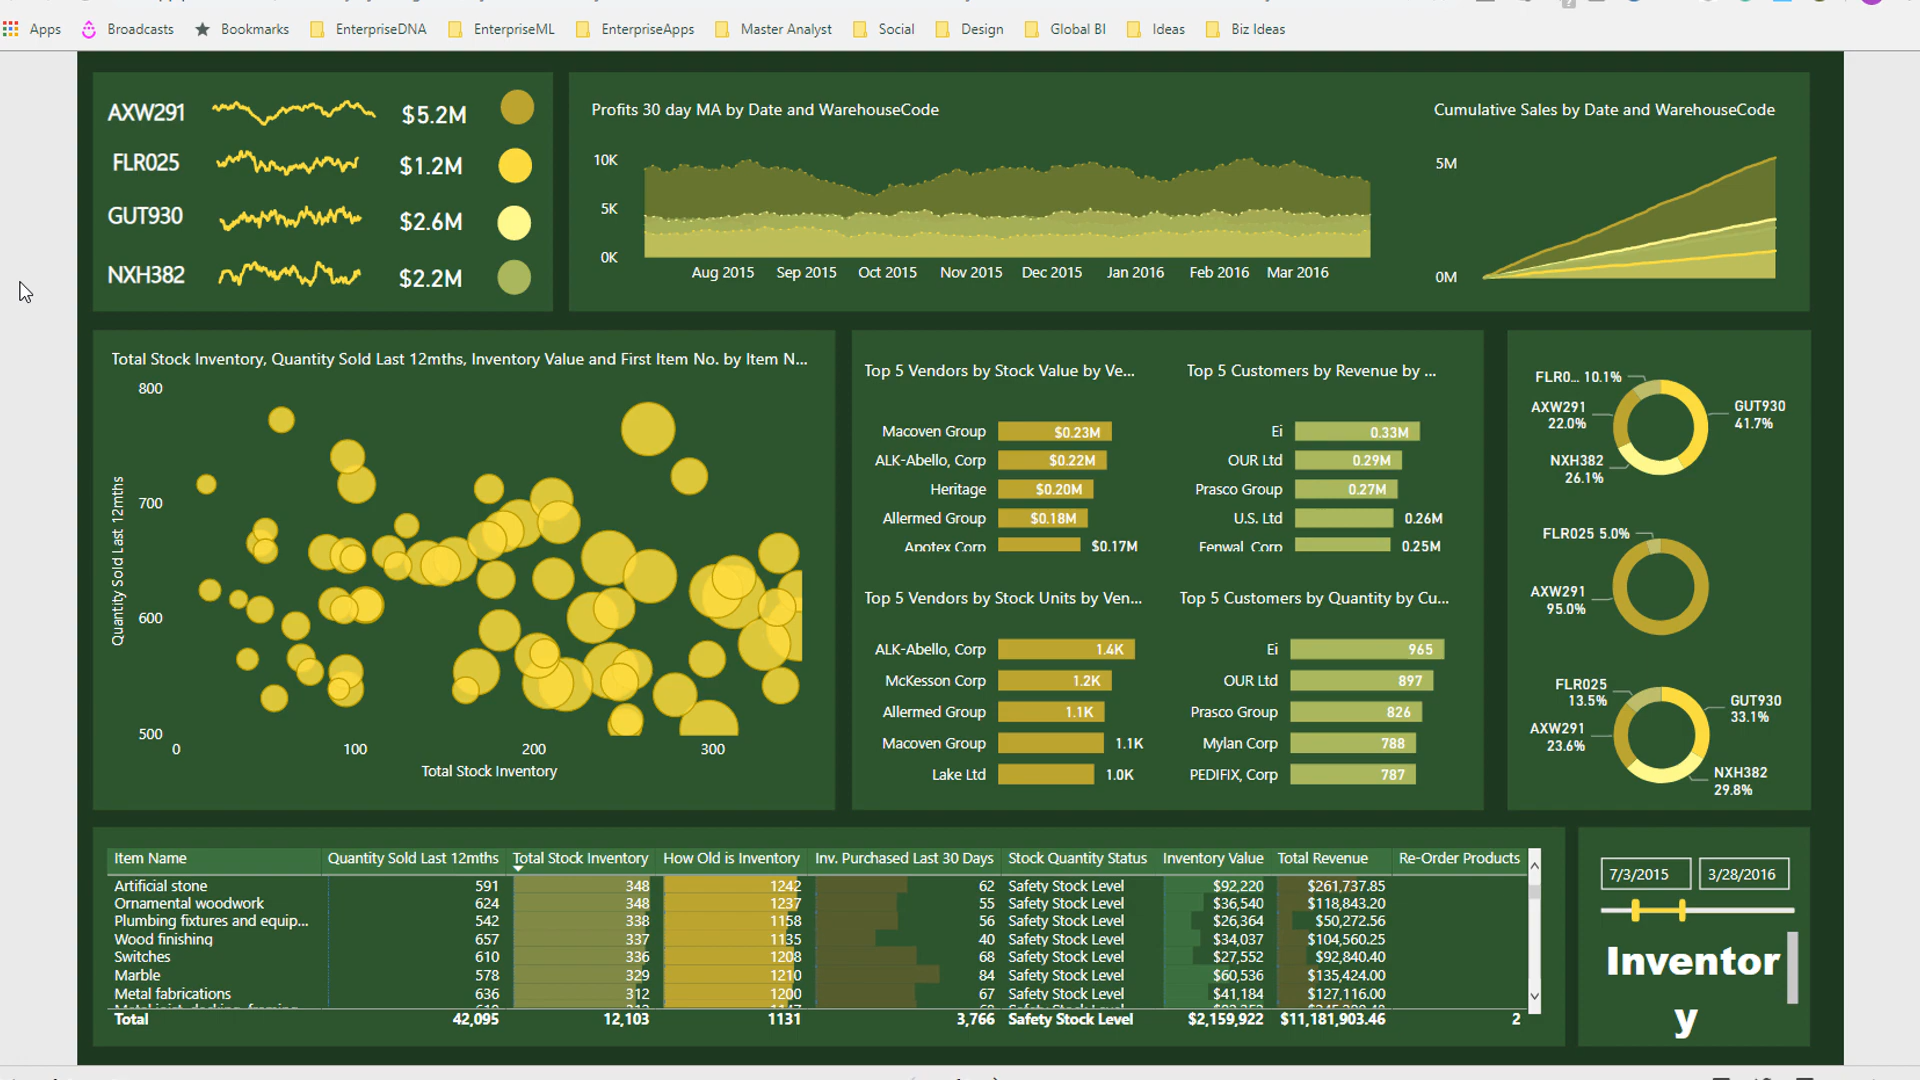 Apps Broadcasts Bookmarks EnterpriseDNA EnterpriseML EnterpriseApps Master Analyst Social Design Global BI Ideas Biz Ideas
AXW291 $5.2M
FLR025 $1.2M
GUT930 $2.6M
NXH382 $2.2M
Profits 30 day MA by Date and WarehouseCode
10K
5K
0K
Aug 2015 Sep 2015 Oct 2015 Nov 2015 Dec 2015 Jan 2016 Feb 2016 Mar 2016
Cumulative Sales by Date and WarehouseCode
5M
0M
Total Stock Inventory, Quantity Sold Last 12mths, Inventory Value and First Item No. by Item N...
Quantity Sold Last 12mths
800
700
600
500
0 100 200 300
Total Stock Inventory
Top 5 Vendors by Stock Value by Ve...
Macoven Group $0.23M
ALK-Abello, Corp $0.22M
Heritage $0.20M
Allermed Group $0.18M
Apotex Corp $0.17M
Top 5 Customers by Revenue by ...
Ei 0.33M
OUR Ltd 0.29M
Prasco Group 0.27M
U.S. Ltd 0.26M
Fenwal, Corp 0.25M
Top 5 Vendors by Stock Units by Ven...
ALK-Abello, Corp 1.4K
McKesson Corp 1.2K
Allermed Group 1.1K
Macoven Group 1.1K
Lake Ltd 1.0K
Top 5 Customers by Quantity by Cu...
Ei 965
OUR Ltd 897
Prasco Group 826
Mylan Corp 788
PEDIFIX, Corp 787
FLR0... 10.1%
AXW291
22.0%
GUT930
41.7%
NXH382
26.1%
FLR025 5.0%
AXW291
95.0%
FLR025
13.5%
GUT930
33.1%
AXW291
23.6%
NXH382
29.8%
Item Name Quantity Sold Last 12mths Total Stock Inventory How Old is Inventory Inv. Purchased Last 30 Days Stock Quantity Status Inventory Value Total Revenue Re-Order Products
Artificial stone 591 348 1242 62 Safety Stock Level $92,220 $261,737.85
Ornamental woodwork 624 348 1237 55 Safety Stock Level $36,540 $118,843.20
Plumbing fixtures and equip... 542 338 1158 56 Safety Stock Level $26,364 $50,272.56
Wood finishing 657 337 1135 40 Safety Stock Level $34,037 $104,560.25
Switches 610 336 1208 68 Safety Stock Level $27,552 $92,840.40
Marble 578 329 1210 84 Safety Stock Level $60,536 $135,424.00
Metal fabrications 636 312 1200 67 Safety Stock Level $41,184 $127,116.00
Total 42,095 12,103 1131 3,766 Safety Stock Level $2,159,922 $11,181,903.46 2
7/3/2015 3/28/2016
Inventor
y